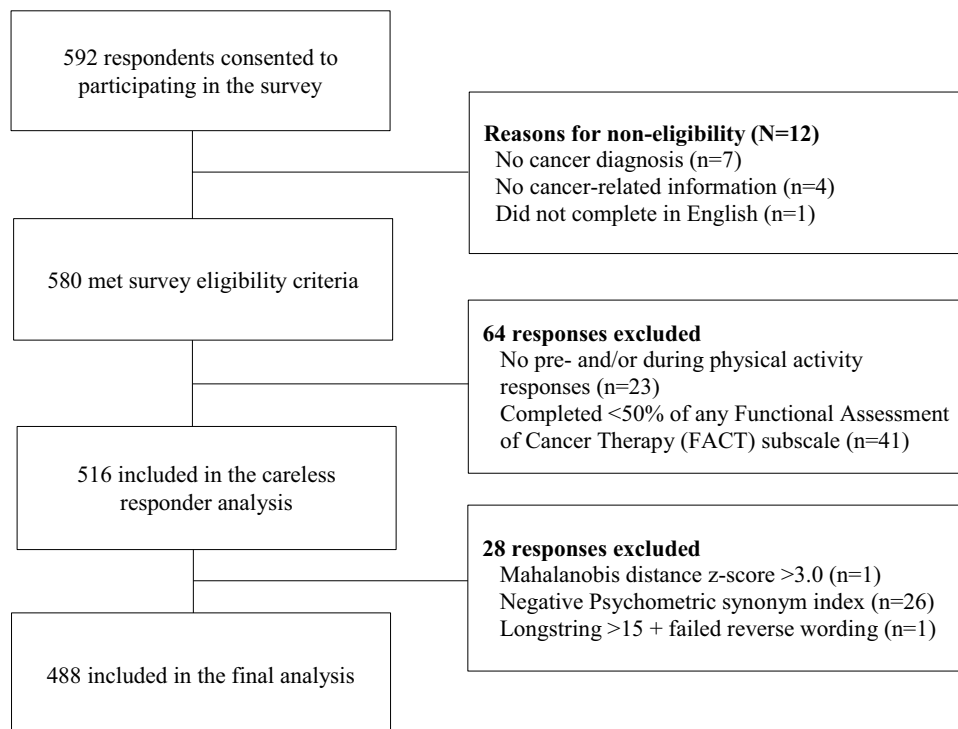 592 respondents consented to
participating in the survey
Reasons for non-eligibility (N=12)
No cancer diagnosis (n=7)
No cancer-related information (n=4)
Did not complete in English (n=1)
580 met survey eligibility criteria
64 responses excluded
No pre- and/or during physical activity
responses (n=23)
Completed <50% of any Functional Assessment
of Cancer Therapy (FACT) subscale (n=41)
516 included in the careless
responder analysis
28 responses excluded
Mahalanobis distance z-score >3.0 (n=1)
Negative Psychometric synonym index (n=26)
Longstring >15 + failed reverse wording (n=1)
488 included in the final analysis